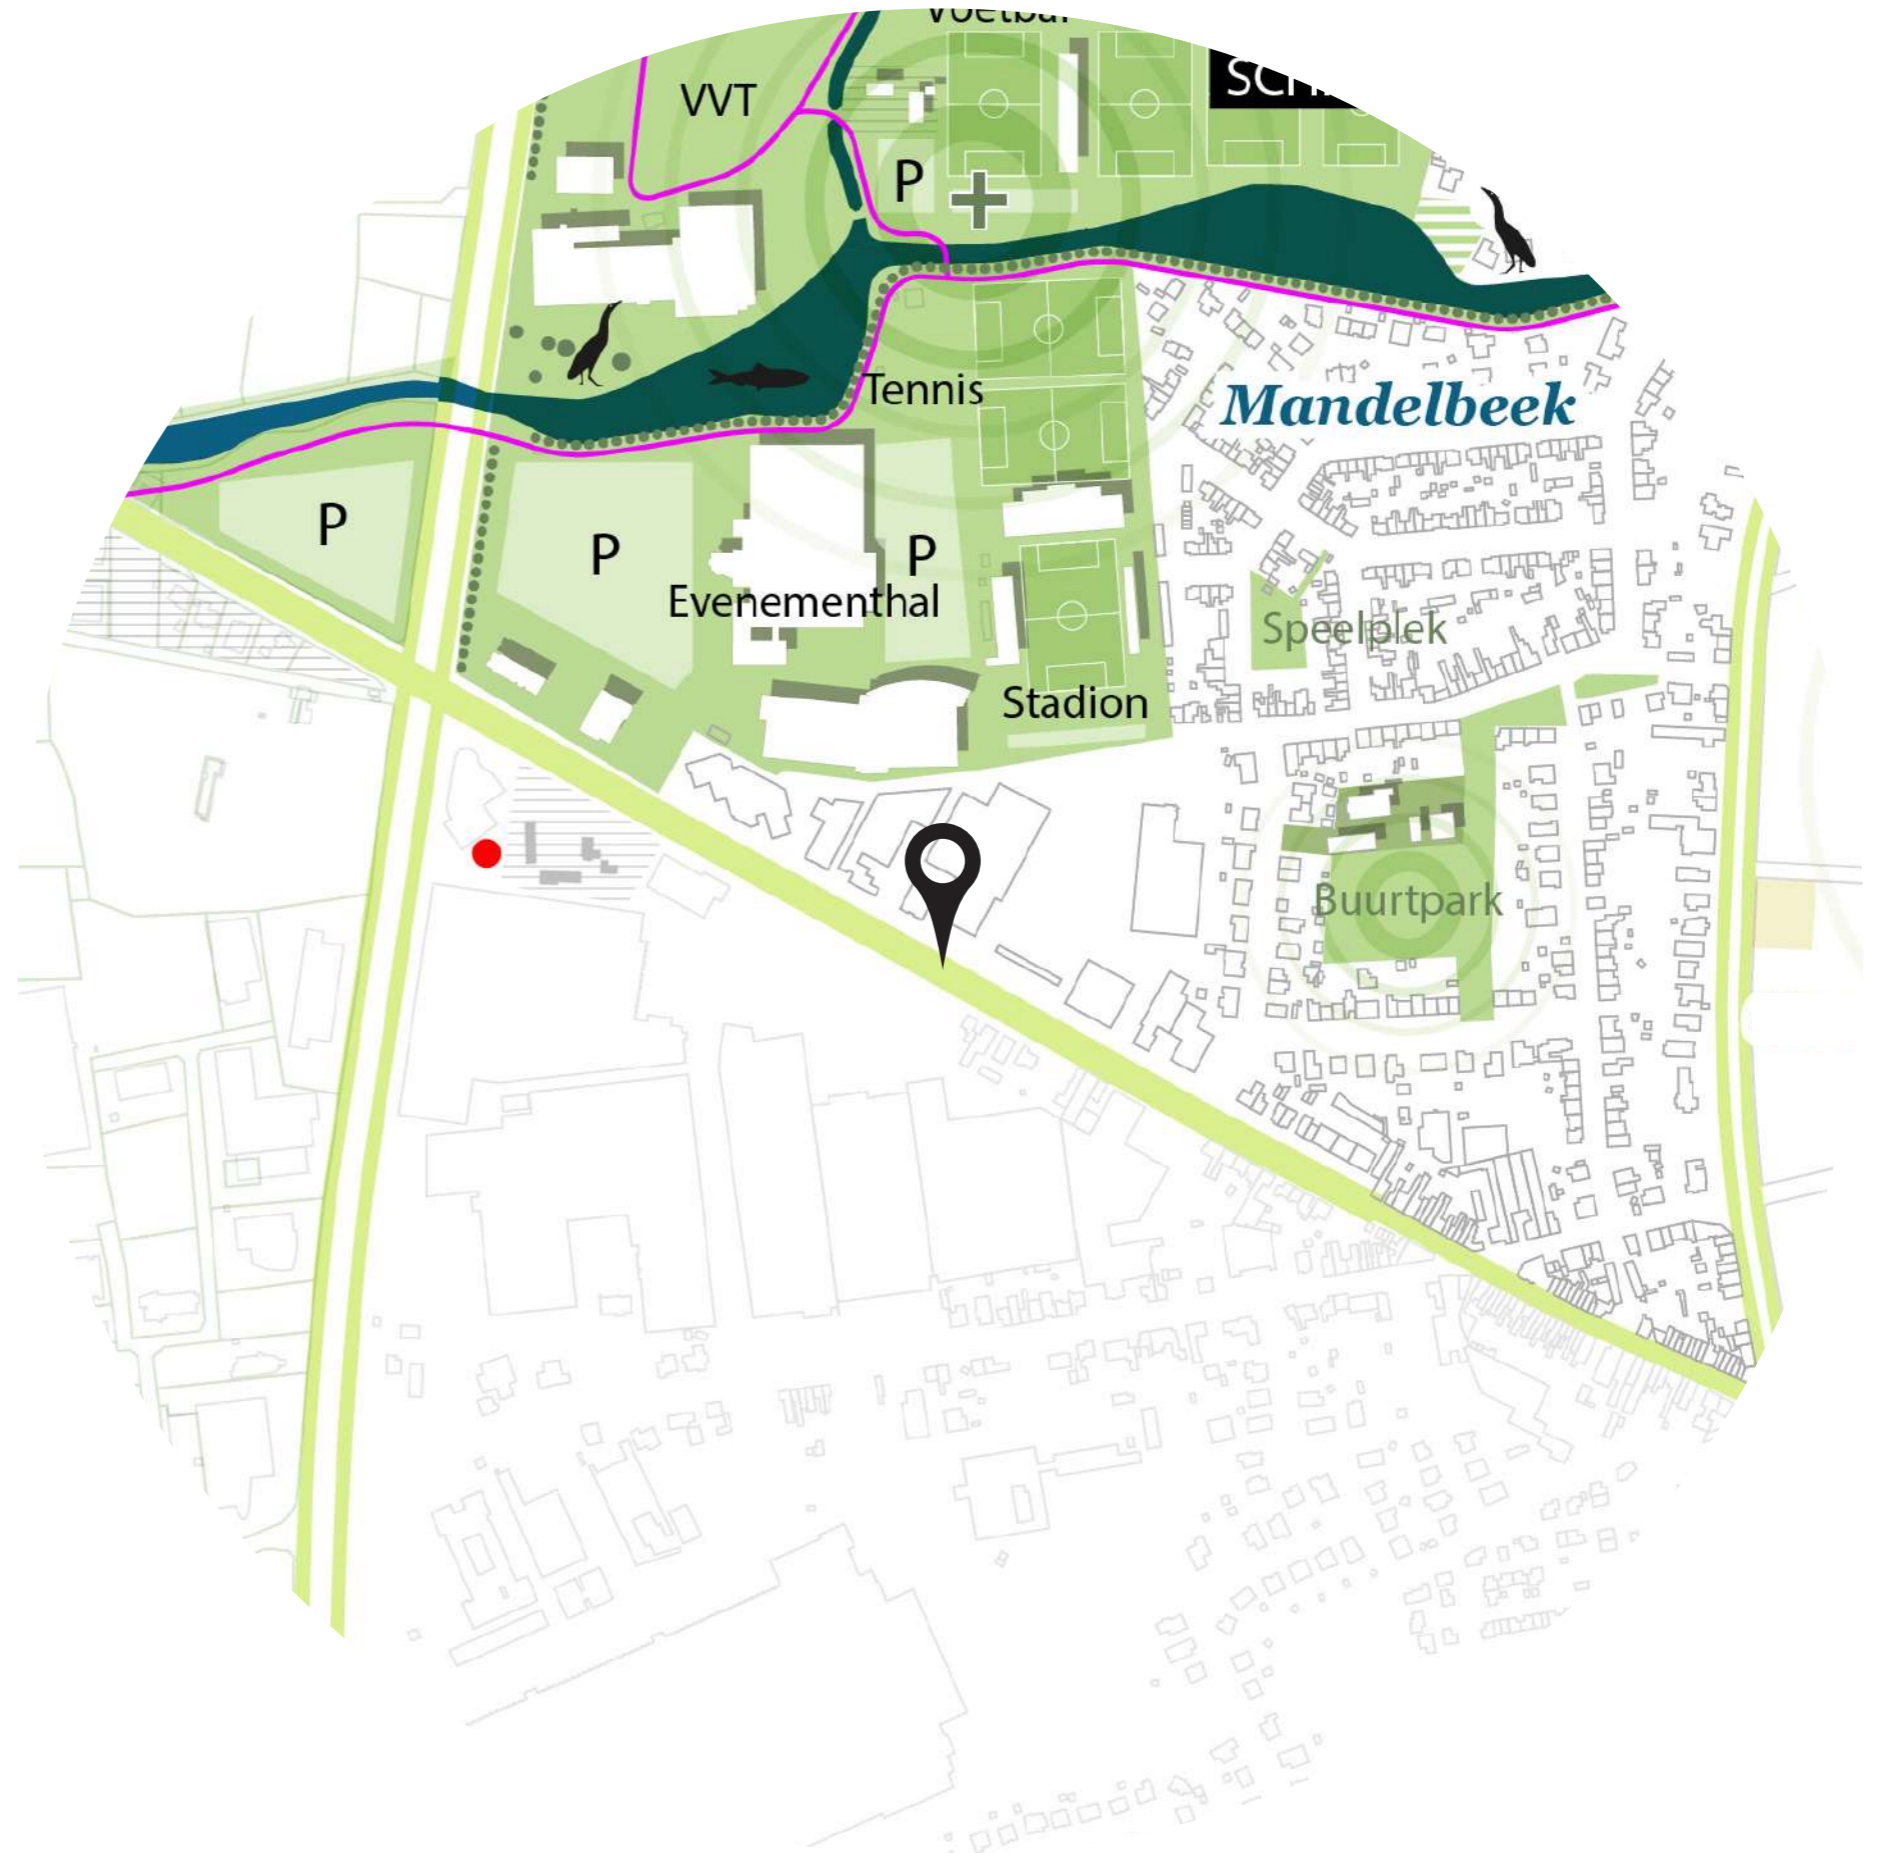 VVT
P
Tennis
Mandelbeek
P
P
P
Evenementhal
Speelplek
Stadion
Buurtpark